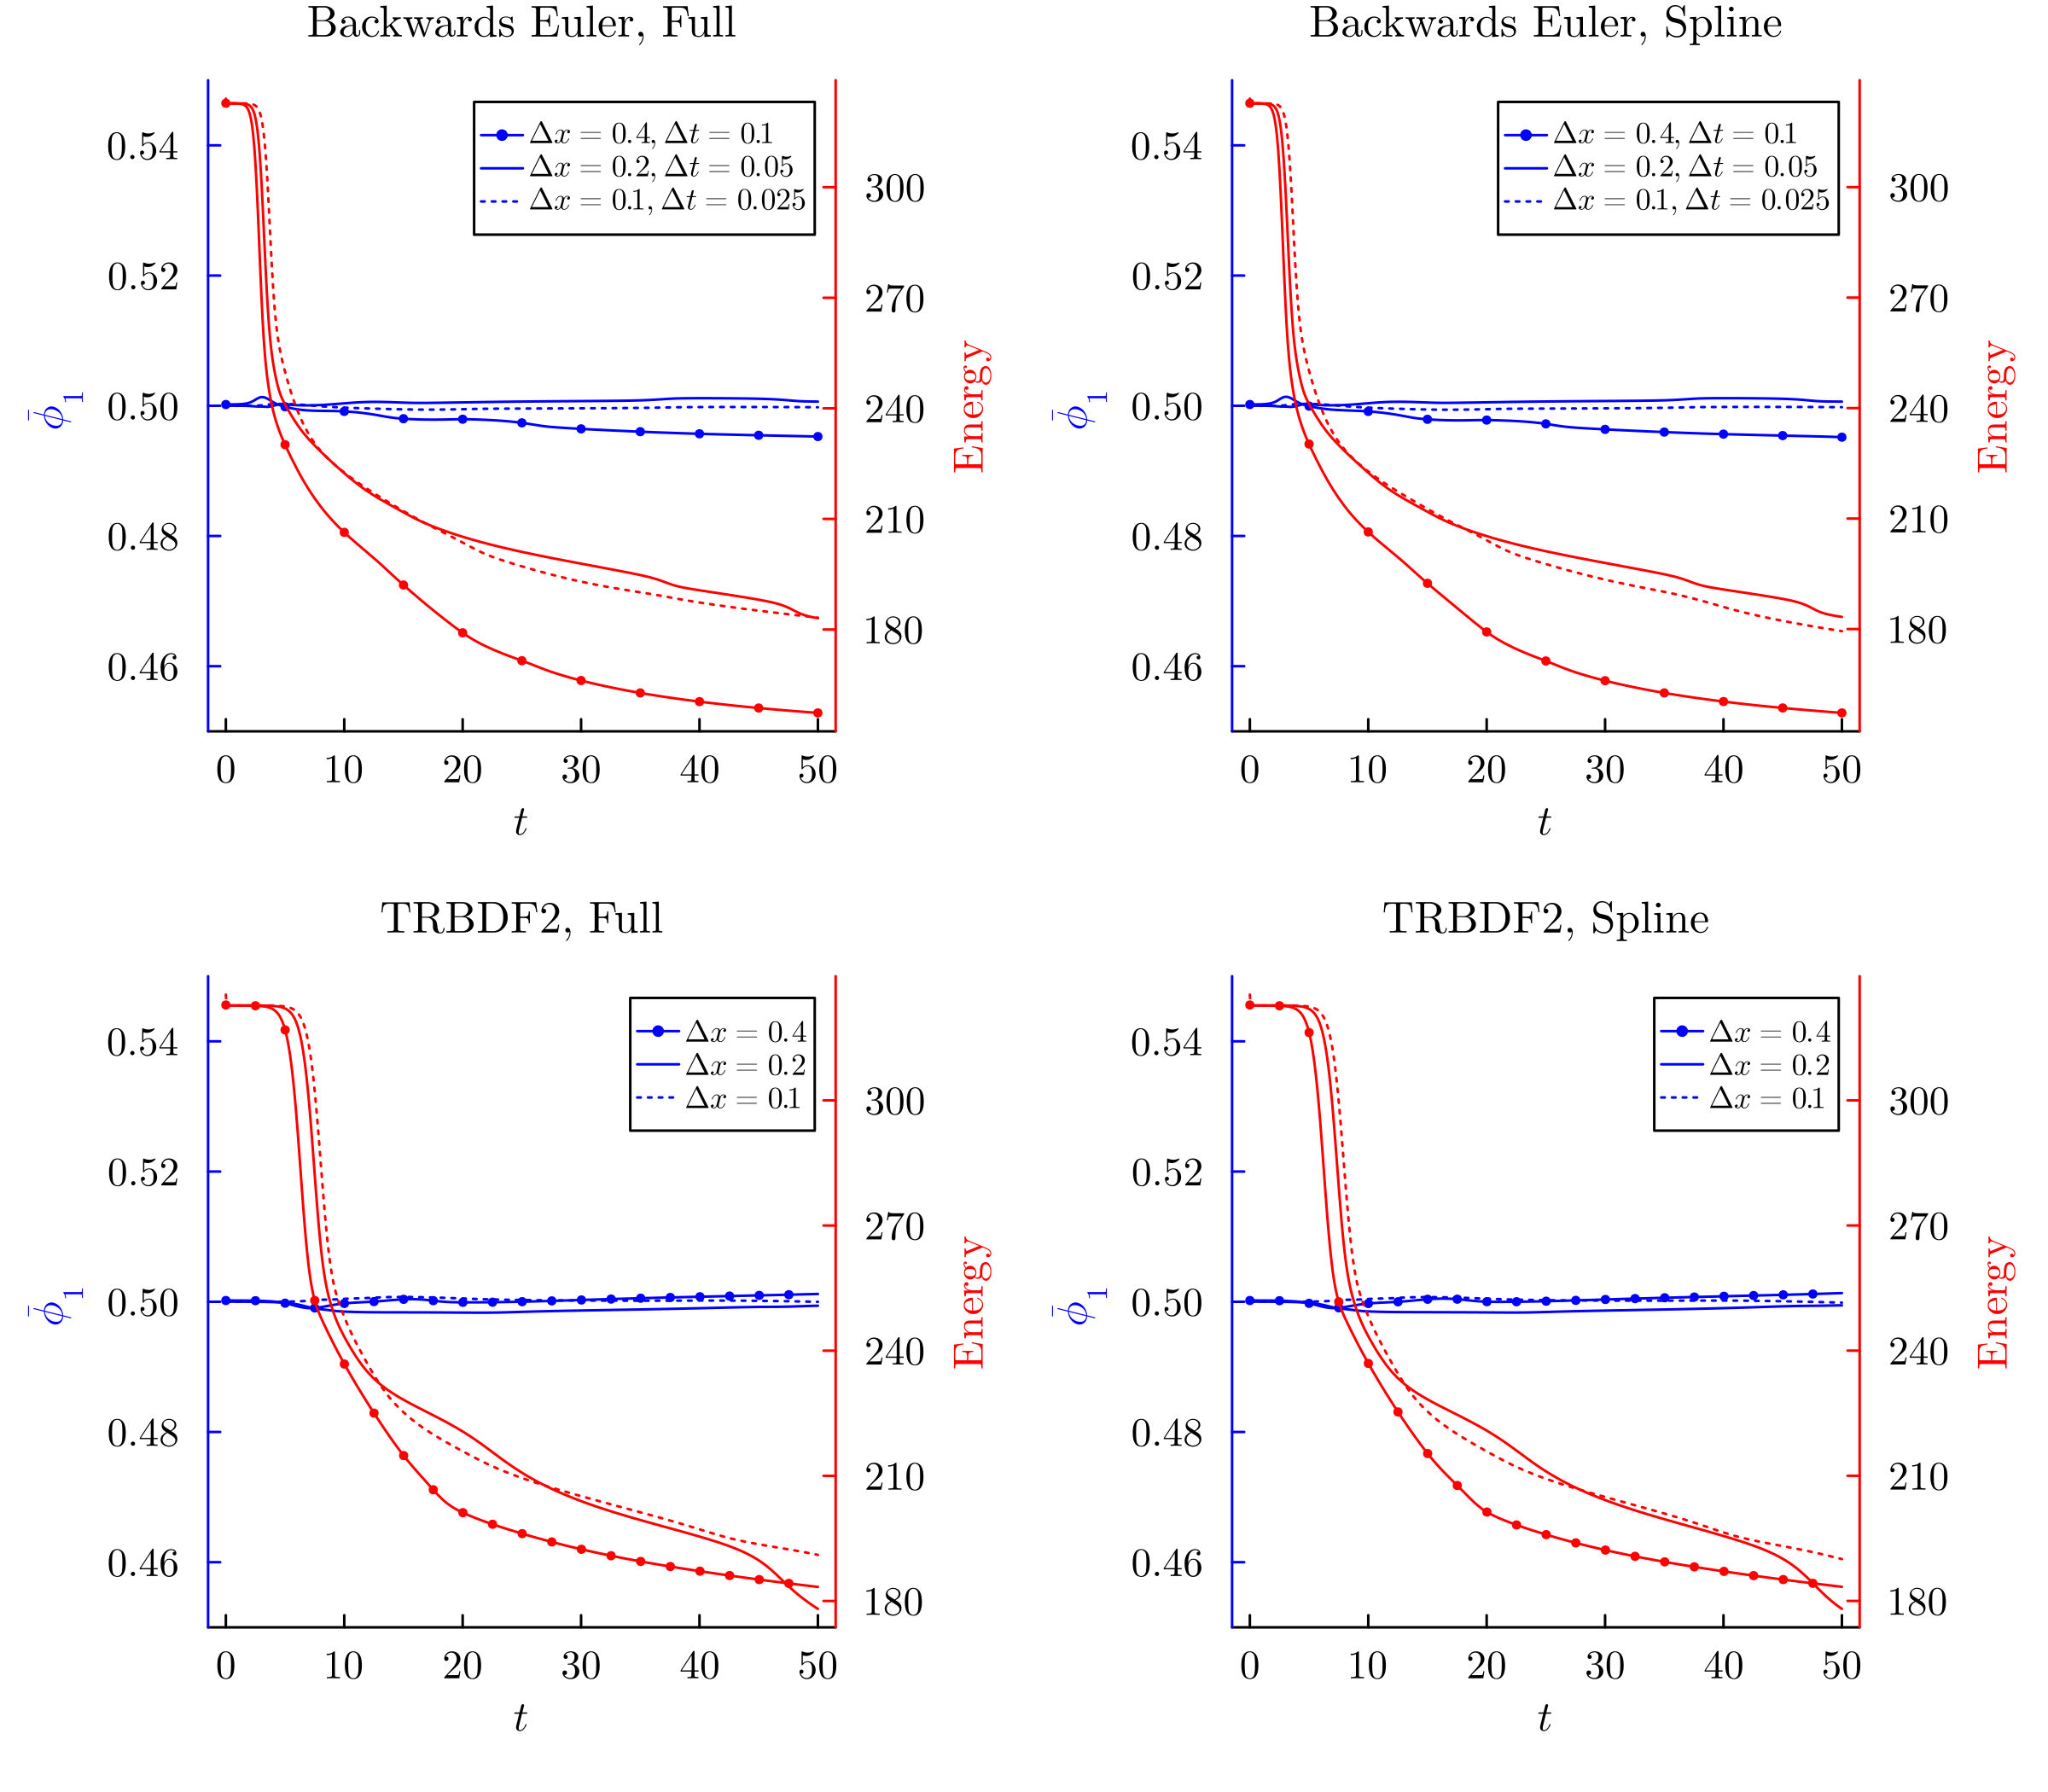 Backwards Euler, Full
Δx = 0.4, Δt = 0.1
Δx = 0.2, Δt = 0.05
Δx = 0.1, Δt = 0.025
0.54
0.52
0.50
0.48
0.46
ϕ̄₁
300
270
240
210
180
Energy
0 10 20 30 40 50
t
Backwards Euler, Spline
Δx = 0.4, Δt = 0.1
Δx = 0.2, Δt = 0.05
Δx = 0.1, Δt = 0.025
0.54
0.52
0.50
0.48
0.46
ϕ̄₁
300
270
240
210
180
Energy
0 10 20 30 40 50
t
TRBDF2, Full
Δx = 0.4
Δx = 0.2
Δx = 0.1
0.54
0.52
0.50
0.48
0.46
ϕ̄₁
300
270
240
210
180
Energy
0 10 20 30 40 50
t
TRBDF2, Spline
Δx = 0.4
Δx = 0.2
Δx = 0.1
0.54
0.52
0.50
0.48
0.46
ϕ̄₁
300
270
240
210
180
Energy
0 10 20 30 40 50
t